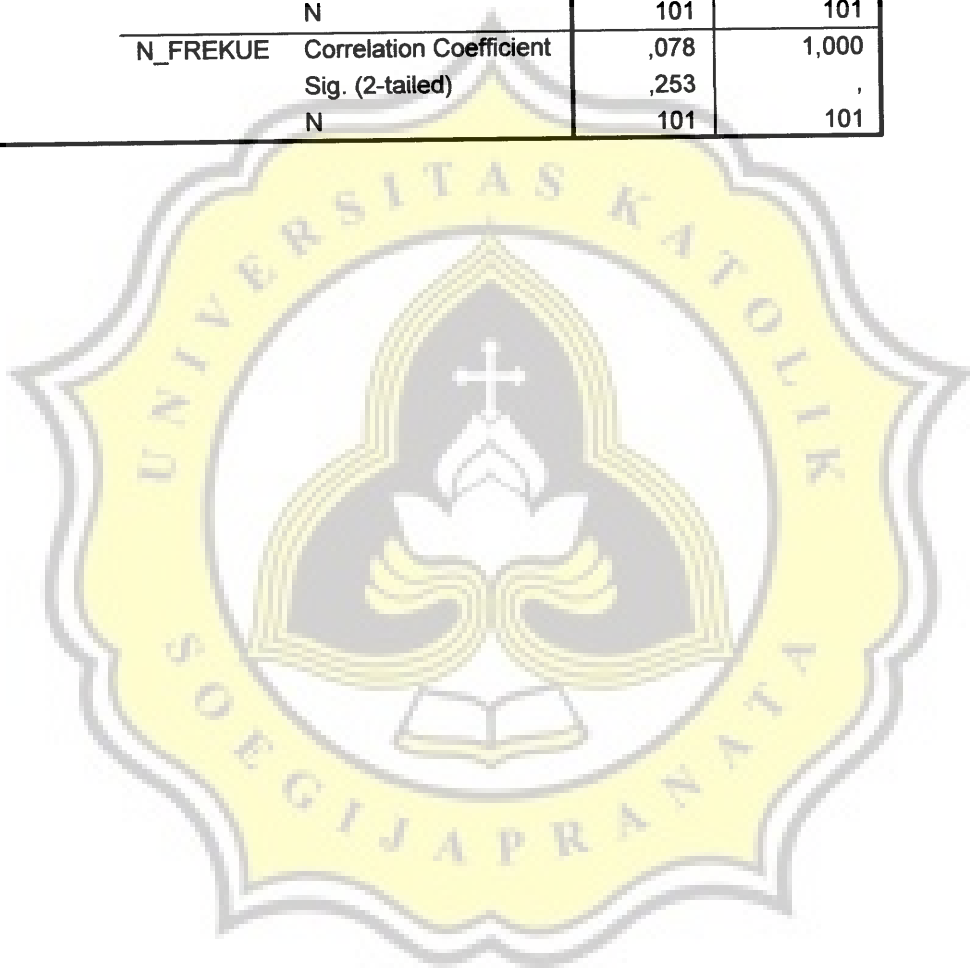 N 101 101
N_FREKUE Correlation Coefficient ,078 1,000
Sig. (2-tailed) ,253 ,
N 101 101
UNIVERSITAS KATOLIK
SOEGIJAPRANATA